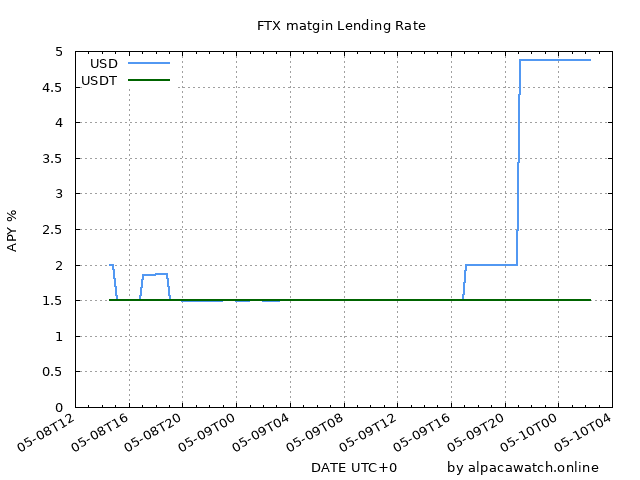 FTX matgin Lending Rate
USD
USDT
5
4.5
4
3.5
3
2.5
2
1.5
1
0.5
0
APY %
05-08T12
05-08T16
05-08T20
05-09T00
05-09T04
05-09T08
05-09T12
05-09T16
05-09T20
05-10T00
05-10T04
DATE UTC+0
by alpacawatch.online